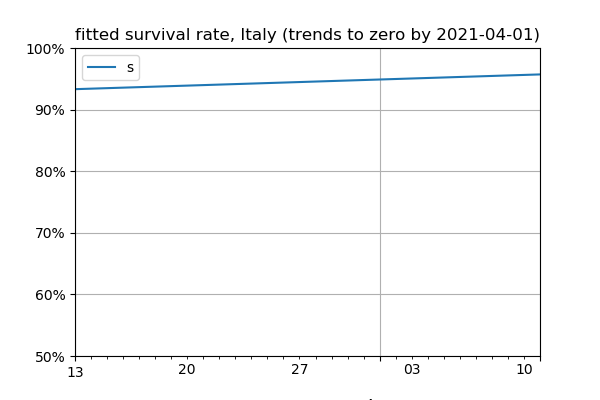 fitted survival rate, Italy (trends to zero by 2021-04-01)
100%
s
90%
80%
70%
60%
50%
13 20 27 03 10